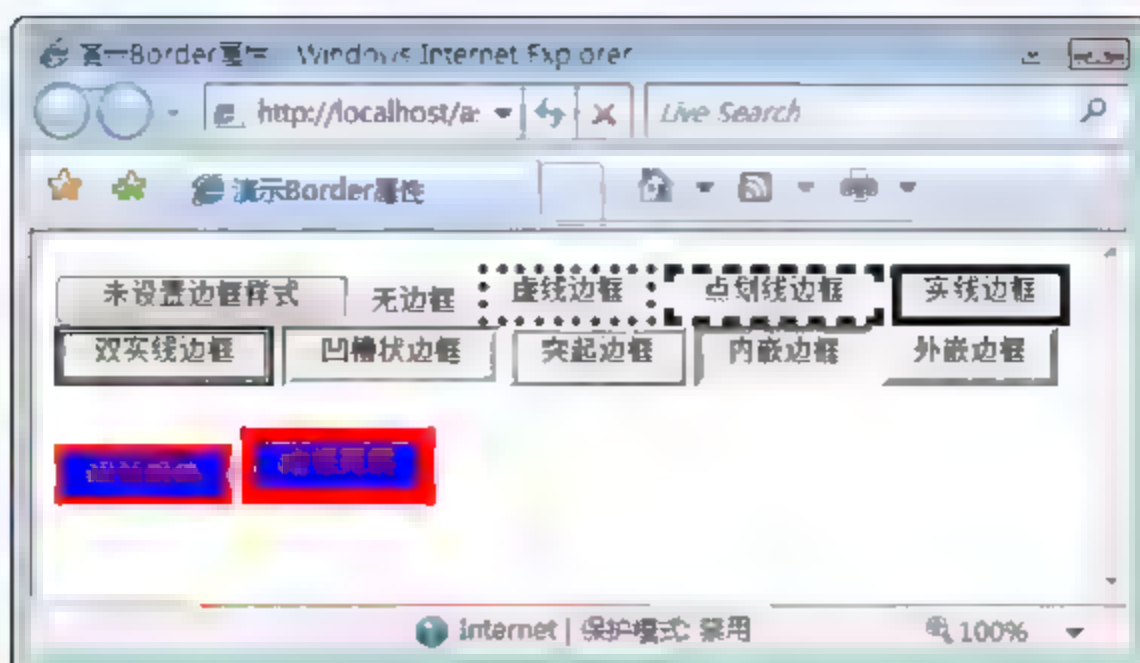 Border Windows Internet Explorer
http://localhost/a Live Search
演示Border属性
未设置边框样式 无边框 虚线边框 点划线边框 实线边框
双实线边框 凹槽状边框 突起边框 内嵌边框 外嵌边框
Internet | 保护模式: 禁用 100%